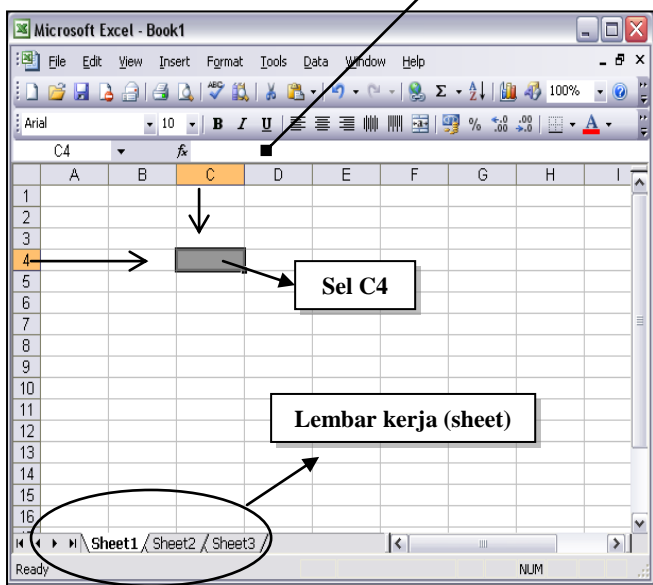 Microsoft Excel - Book1
File Edit View Insert Format Tools Data Window Help
ABC Σ 100%
Arial 10 B I U % A
C4 fx
A B C D E F G H I
1
2
3
4
5
Sel C4
6
7
8
9
10
11
Lembar kerja (sheet)
12
13
14
15
16
Sheet1 Sheet2 Sheet3
Ready NUM